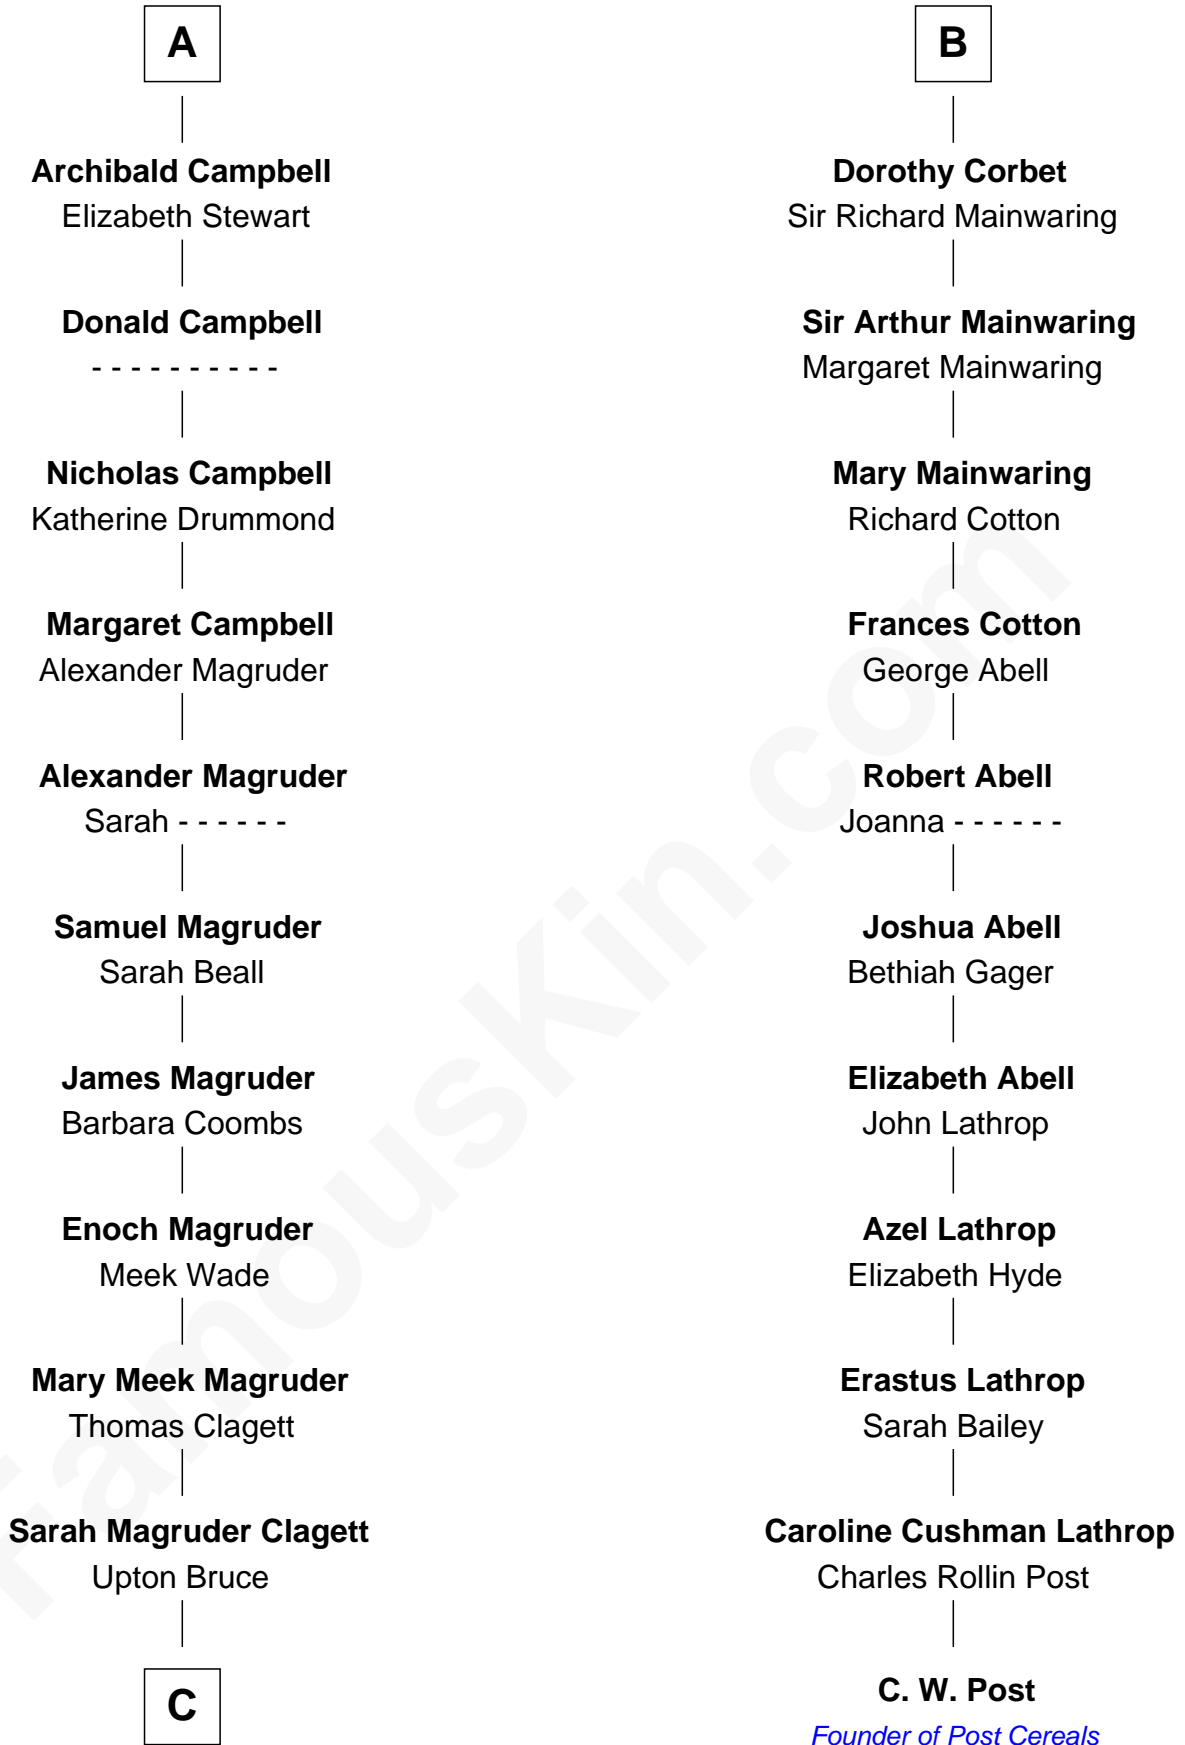 A
Archibald Campbell
Elizabeth Stewart
Donald Campbell
- - - - - - - - - -
Nicholas Campbell
Katherine Drummond
Margaret Campbell
Alexander Magruder
Alexander Magruder
Sarah - - - - - -
Samuel Magruder
Sarah Beall
James Magruder
Barbara Coombs
Enoch Magruder
Meek Wade
Mary Meek Magruder
Thomas Clagett
Sarah Magruder Clagett
Upton Bruce
C
B
Dorothy Corbet
Sir Richard Mainwaring
Sir Arthur Mainwaring
Margaret Mainwaring
Mary Mainwaring
Richard Cotton
Frances Cotton
George Abell
Robert Abell
Joanna - - - - - -
Joshua Abell
Bethiah Gager
Elizabeth Abell
John Lathrop
Azel Lathrop
Elizabeth Hyde
Erastus Lathrop
Sarah Bailey
Caroline Cushman Lathrop
Charles Rollin Post
C. W. Post
Founder of Post Cereals
FamousKin.com